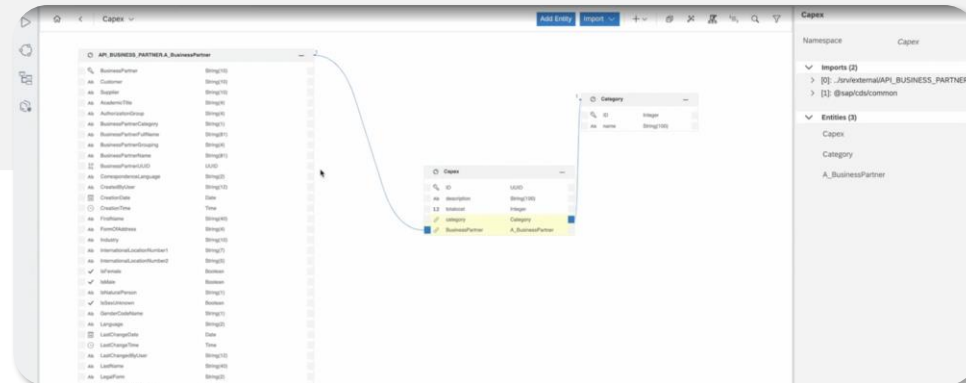 Capex
Add Entity
Import
API_BUSINESS_PARTNER.A_BusinessPartner
BusinessPartner String(10)
Customer String(10)
Supplier String(10)
AcademicTitle String(4)
AuthorizationGroup String(4)
BusinessPartnerCategory String(1)
BusinessPartnerFullName String(81)
BusinessPartnerGrouping String(4)
BusinessPartnerName String(81)
BusinessPartnerUUID UUID
CorrespondenceLanguage String(2)
CreatedByUser String(12)
CreationDate Date
CreationTime Time
FirstName String(40)
FormOfAddress String(4)
Industry String(10)
InternationalLocationNumber1 String(7)
InternationalLocationNumber2 String(5)
IsFemale Boolean
IsMale Boolean
IsNaturalPerson String(1)
IsSexUnknown Boolean
GenderCodeName String(1)
Language String(2)
LastChangeDate Date
LastChangeTime Time
LastChangedByUser String(12)
LastName String(40)
LegalForm String(2)
Capex
ID UUID
description String(100)
Integer
category Category
BusinessPartner A_BusinessPartner
Category
ID Integer
name String(100)
Capex
Namespace Capex
Imports (2)
[0]: ../srv/external/API_BUSINESS_PARTNER
[1]: @sap/cds/common
Entities (3)
Capex
Category
A_BusinessPartner